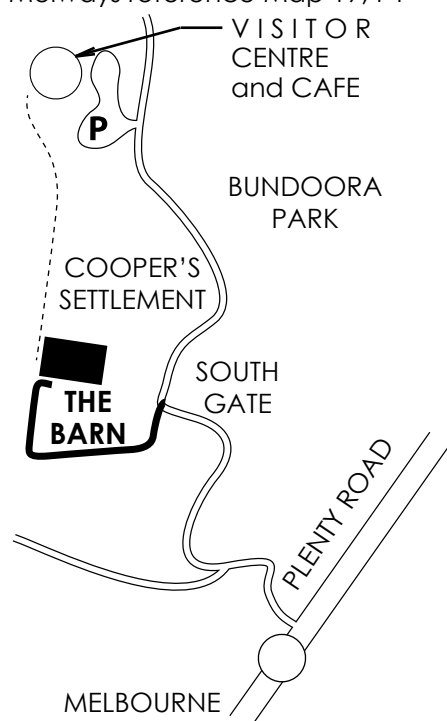 VISITOR
CENTRE
and CAFE
P
BUNDOORA
PARK
COOPER'S
SETTLEMENT
SOUTH
GATE
THE
BARN
PLENTY ROAD
MELBOURNE